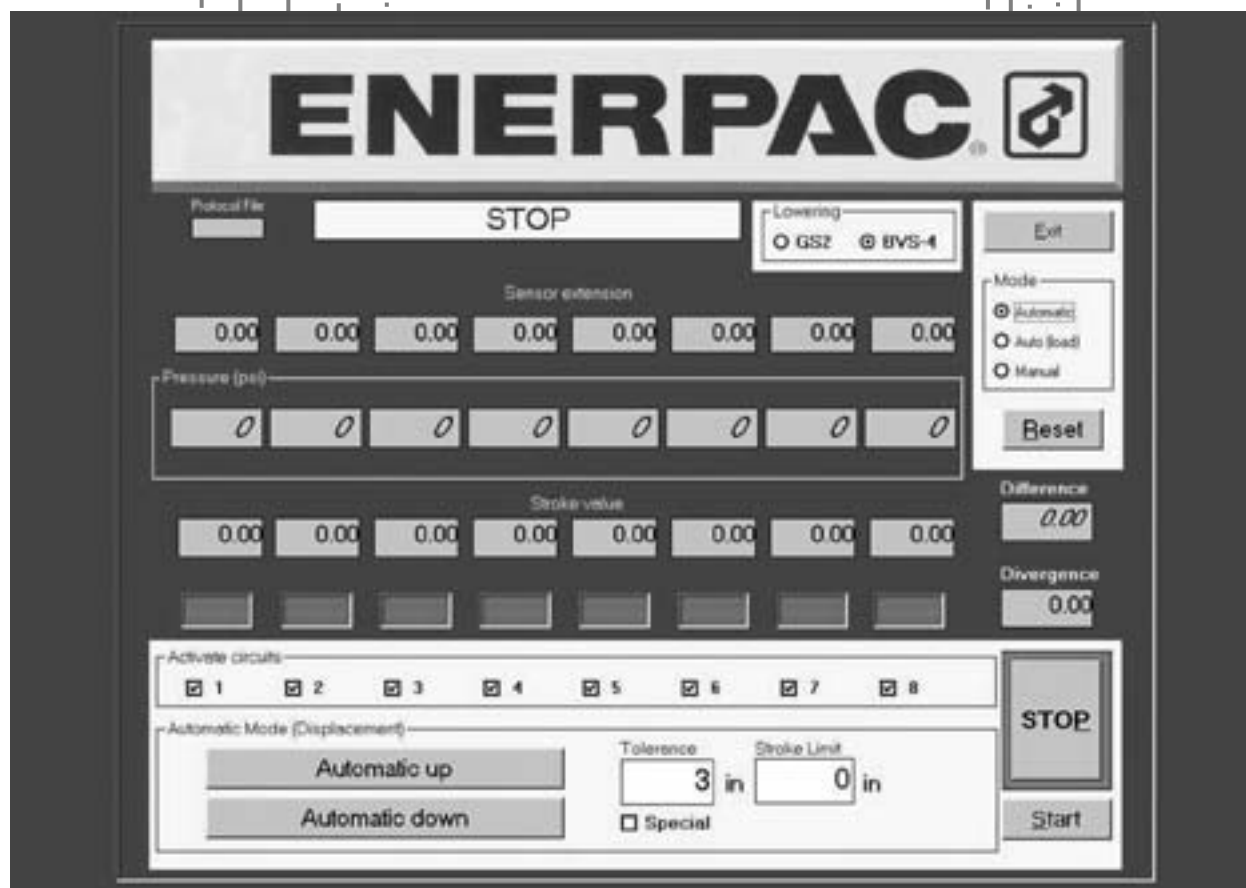 ENERPAC®
Protocol File
STOP
Lowering
GS2 BVS-4
Exit
Sensor extension
Mode
Automatic
Auto (load)
Manual
0.00 0.00 0.00 0.00 0.00 0.00 0.00 0.00
Pressure (psi)
0 0 0 0 0 0 0 0
Reset
Stroke value
0.00 0.00 0.00 0.00 0.00 0.00 0.00 0.00
Difference
0.00
Divergence
0.00
Activate circuits
1 2 3 4 5 6 7 8
STOP
Automatic Mode (Displacement)
Automatic up
Automatic down
Tolerence
3 in
Stroke Limit
0 in
Special
Start